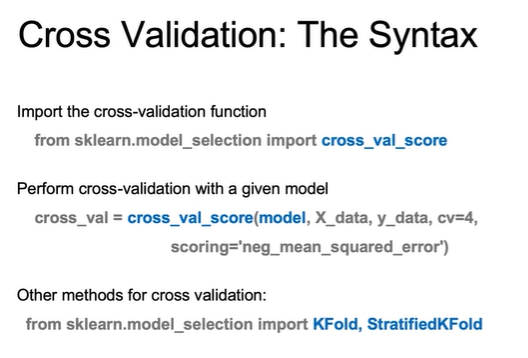 Cross Validation: The Syntax
Import the cross-validation function
from sklearn.model_selection import cross_val_score
Perform cross-validation with a given model
cross_val = cross_val_score(model, X_data, y_data, cv=4,
scoring='neg_mean_squared_error')
Other methods for cross validation:
from sklearn.model_selection import KFold, StratifiedKFold